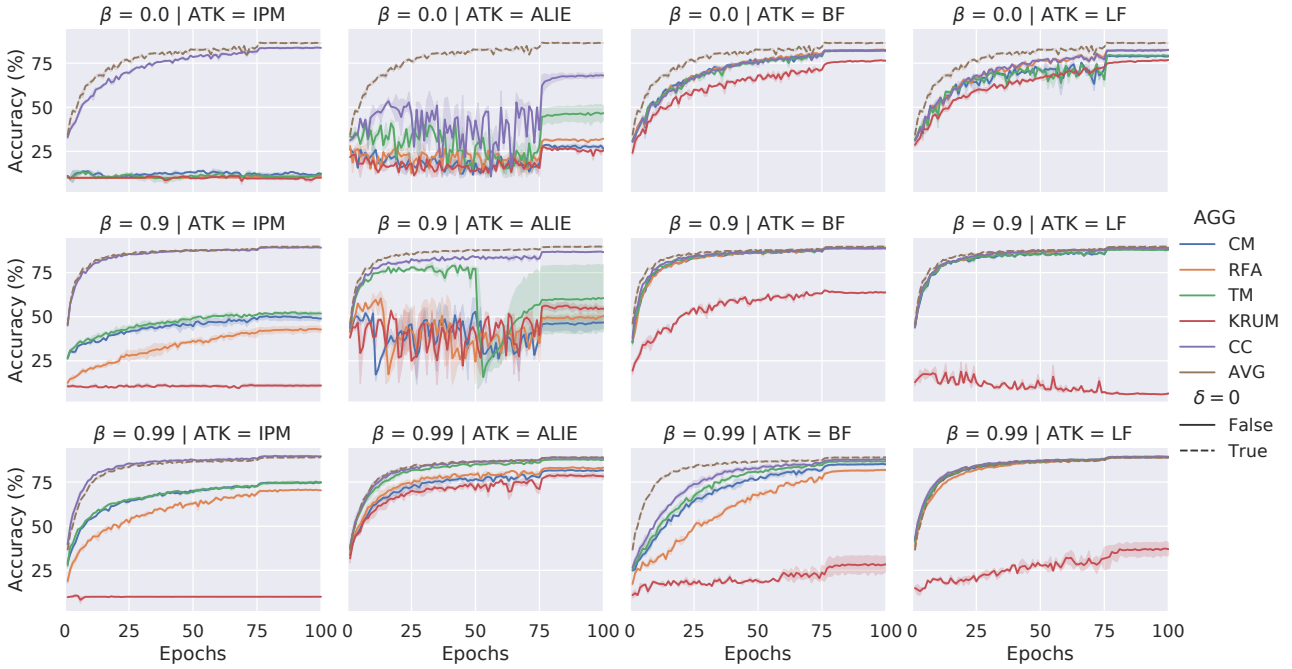 β = 0.0 | ATK = IPM
β = 0.0 | ATK = ALIE
β = 0.0 | ATK = BF
β = 0.0 | ATK = LF
Accuracy (%)
75
50
25
β = 0.9 | ATK = IPM
β = 0.9 | ATK = ALIE
β = 0.9 | ATK = BF
β = 0.9 | ATK = LF
Accuracy (%)
75
50
25
β = 0.99 | ATK = IPM
β = 0.99 | ATK = ALIE
β = 0.99 | ATK = BF
β = 0.99 | ATK = LF
Accuracy (%)
75
50
25
0 25 50 75 100
0 25 50 75 100
0 25 50 75 100
0 25 50 75 100
Epochs
Epochs
Epochs
Epochs
AGG
CM
RFA
TM
KRUM
CC
AVG
δ = 0
False
True